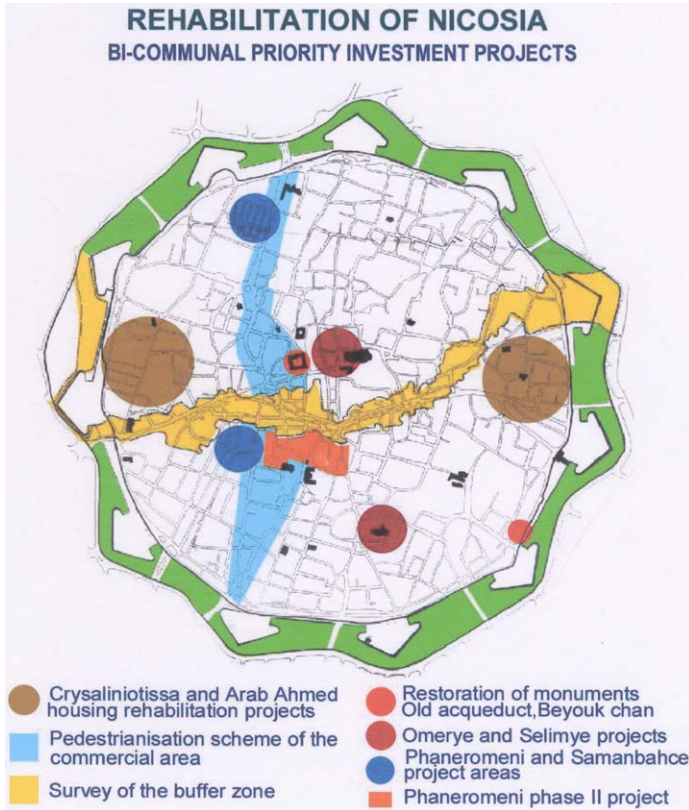 REHABILITATION OF NICOSIA
BI-COMMUNAL PRIORITY INVESTMENT PROJECTS
Crysaliniotissa and Arab Ahmed
housing rehabilitation projects
Pedestrianisation scheme of the
commercial area
Survey of the buffer zone
Restoration of monuments
Old acqueduct,Beyouk chan
Omerye and Selimye projects
Phaneromeni and Samanbahce
project areas
Phaneromeni phase II project